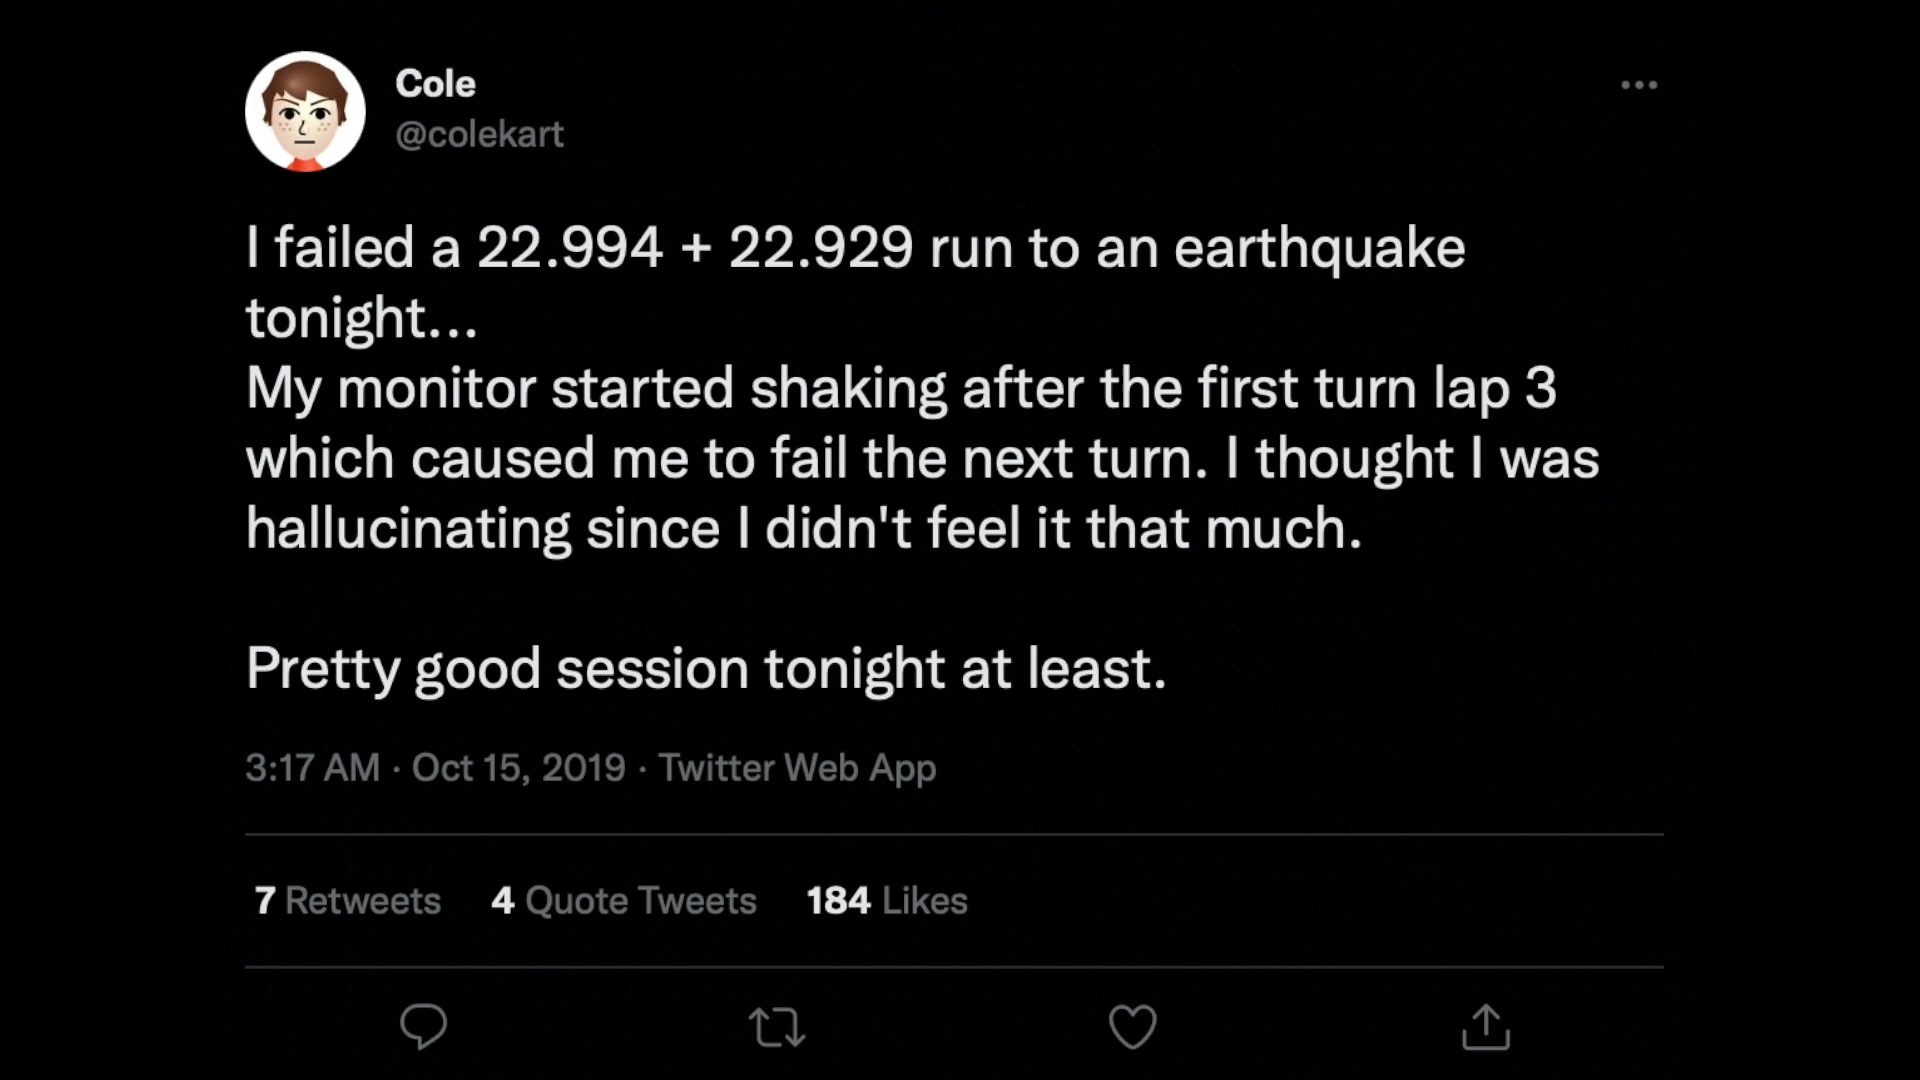 Cole
@colekart
I failed a 22.994 + 22.929 run to an earthquake
tonight...
My monitor started shaking after the first turn lap 3
which caused me to fail the next turn. I thought I was
hallucinating since I didn't feel it that much.
Pretty good session tonight at least.
3:17 AM · Oct 15, 2019 · Twitter Web App
7 Retweets 4 Quote Tweets 184 Likes